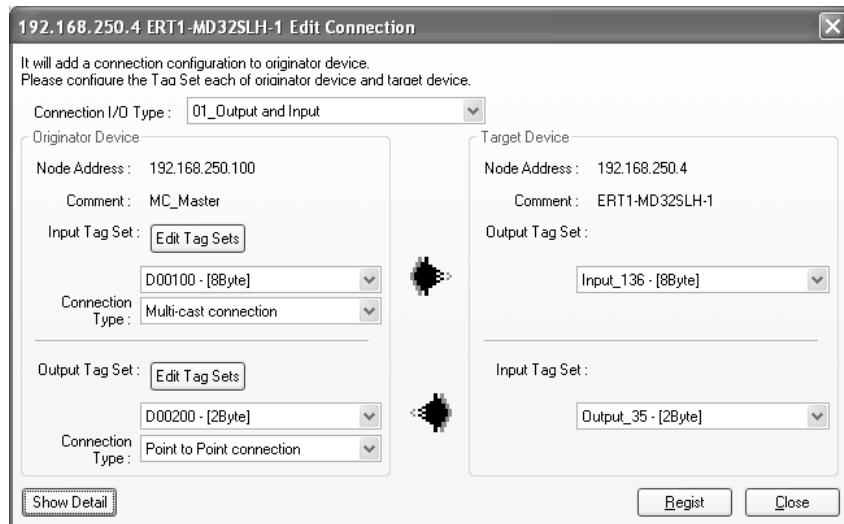 192.168.250.4 ERT1-MD32SLH-1 Edit Connection
It will add a connection configuration to originator device.
Please configure the Tag Set each of originator device and target device.
Connection I/O Type : 01_Output and Input
Originator Device
Node Address : 192.168.250.100
Comment : MC_Master
Input Tag Set : Edit Tag Sets
D00100 - [8Byte]
Connection Type : Multi-cast connection
Output Tag Set : Edit Tag Sets
D00200 - [2Byte]
Connection Type : Point to Point connection
Target Device
Node Address : 192.168.250.4
Comment : ERT1-MD32SLH-1
Output Tag Set :
Input_136 - [8Byte]
Input Tag Set :
Output_35 - [2Byte]
Show Detail
Regist
Close